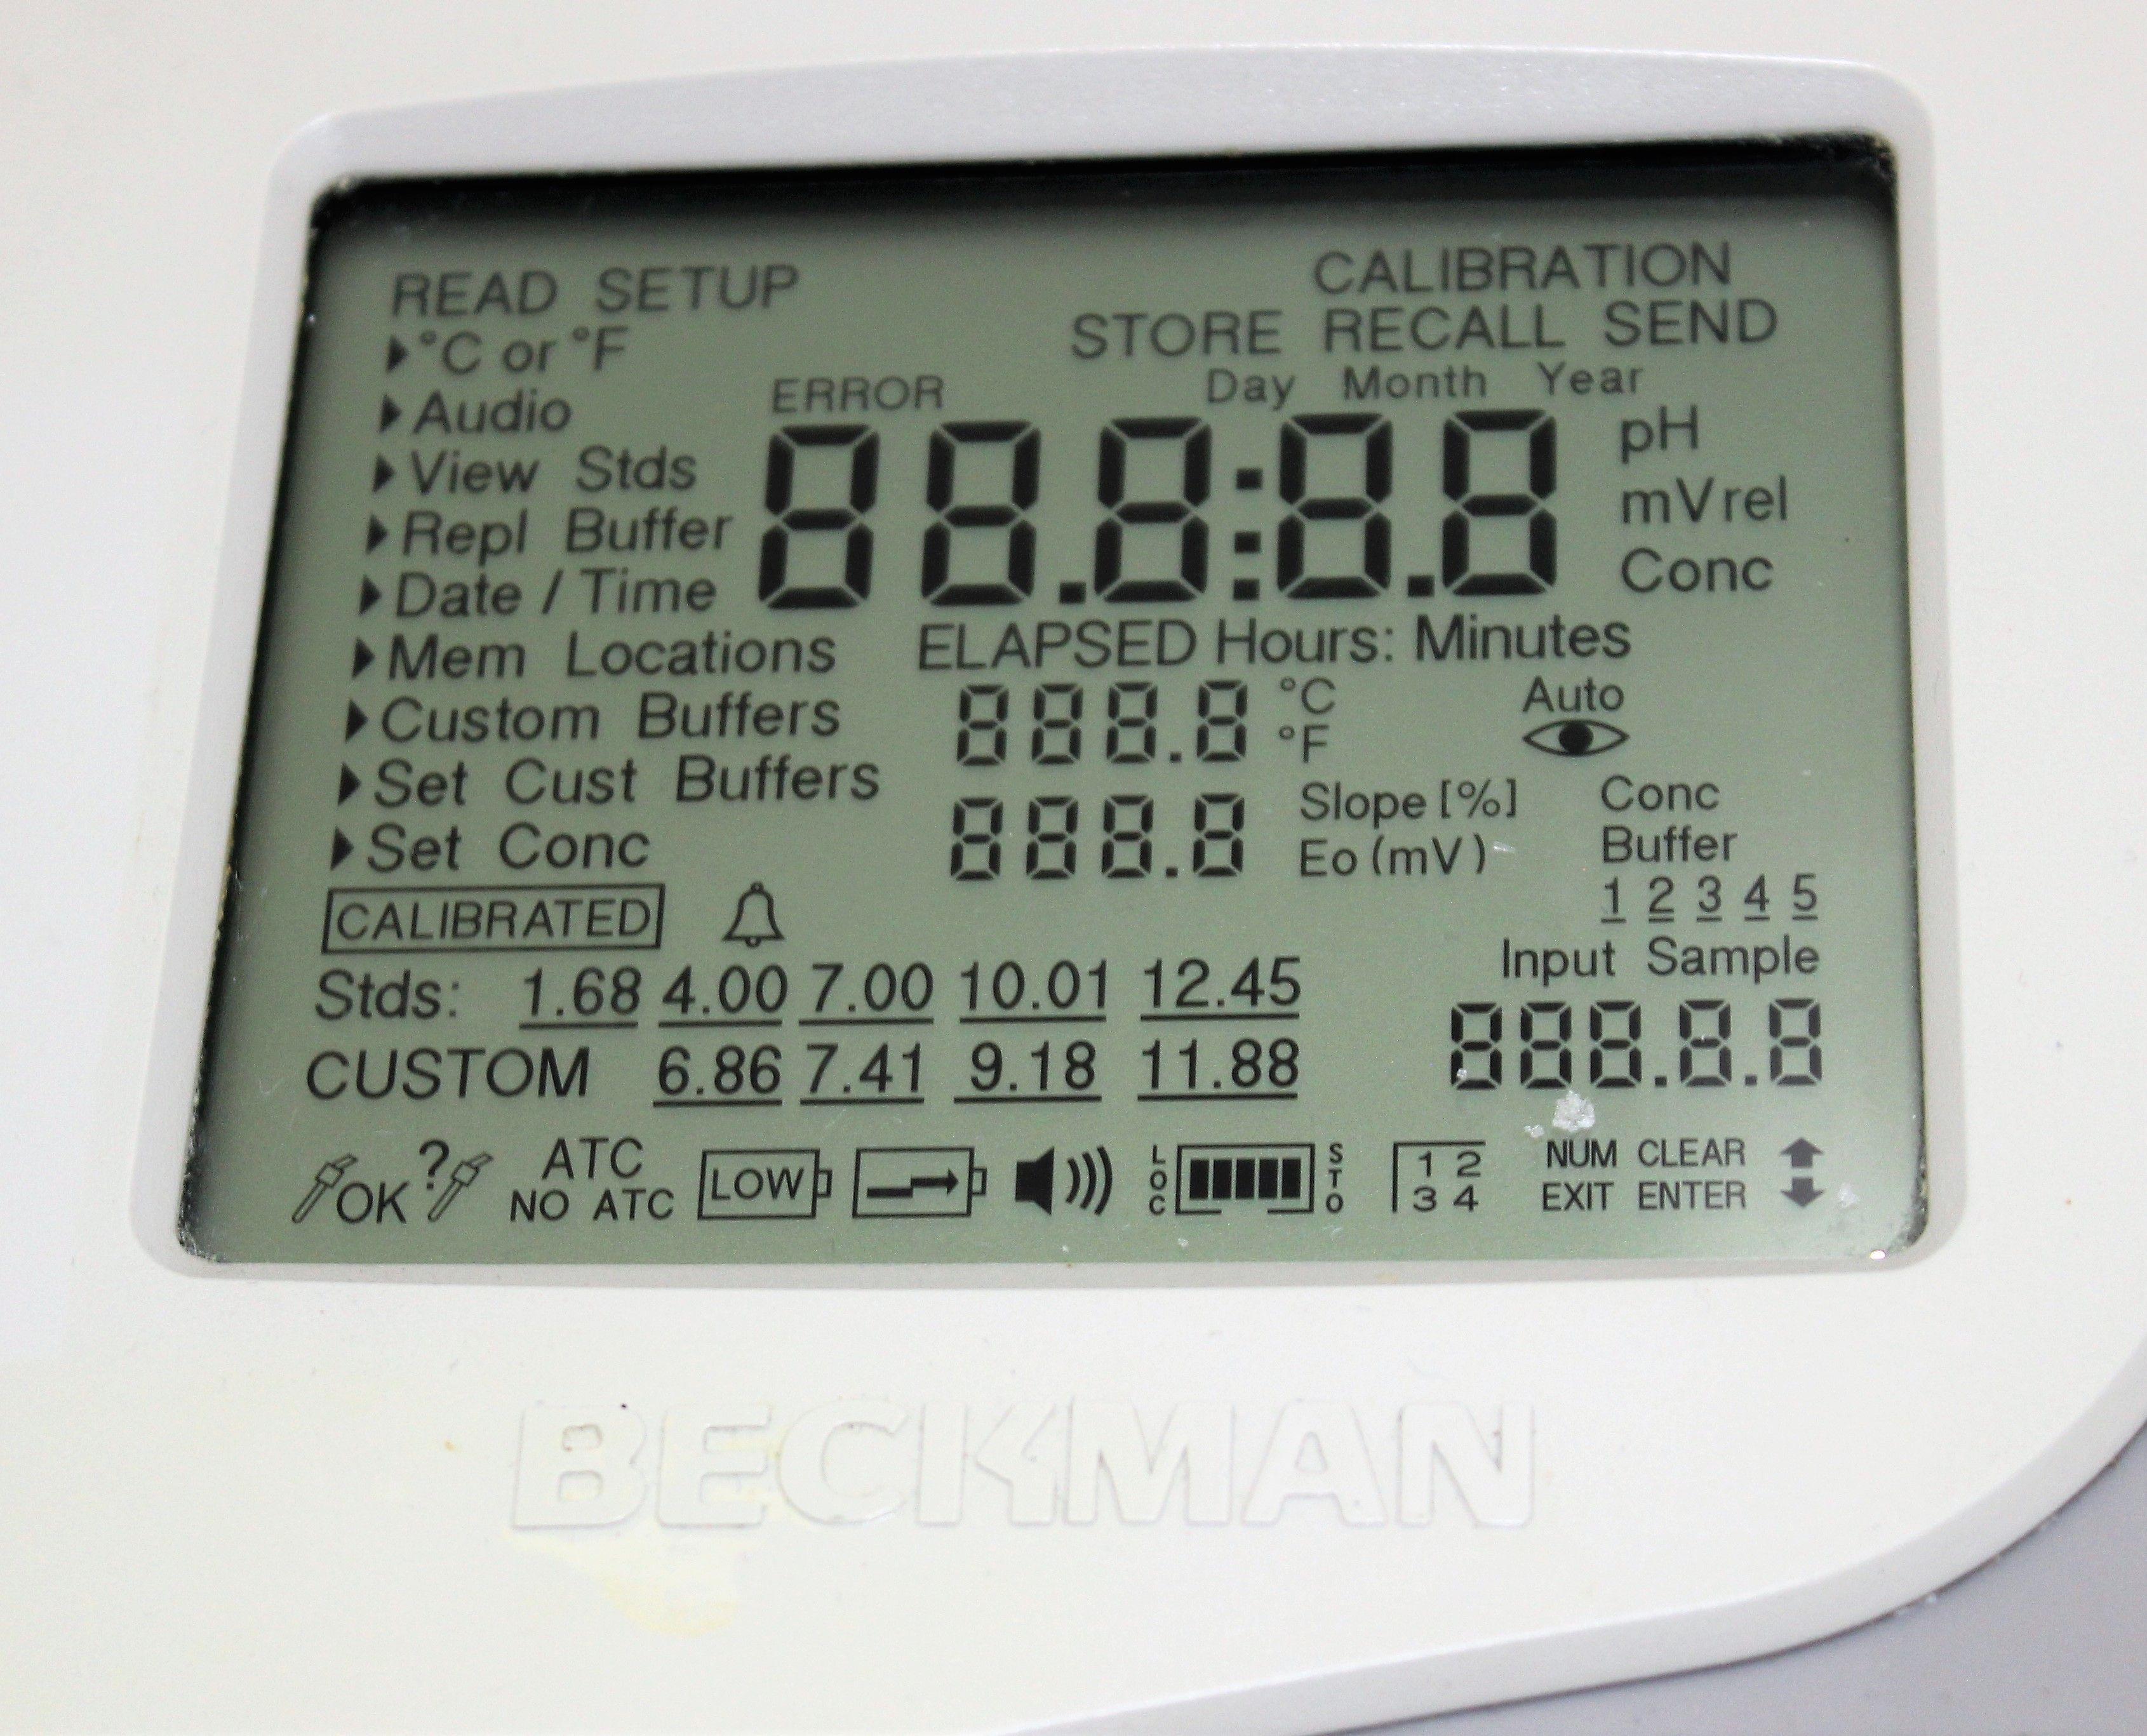 READ SETUP
CALIBRATION
STORE RECALL SEND
▶°C or °F
▶Audio
▶View Stds
▶Repl Buffer
▶Date / Time
▶Mem Locations
▶Custom Buffers
▶Set Cust Buffers
▶Set Conc
ERROR
Day Month Year
88.8:8.8
pH
mVrel
Conc
ELAPSED Hours: Minutes
888.8 °C
°F
Auto
888.8 Slope [%]
Eo (mV)
Conc
Buffer
1 2 3 4 5
CALIBRATED
Stds: 1.68 4.00 7.00 10.01 12.45
CUSTOM 6.86 7.41 9.18 11.88
Input Sample
888.8.8
OK ?
ATC
NO ATC
LOW
LOC
STO
1 2
3 4
NUM CLEAR
EXIT ENTER
BECKMAN